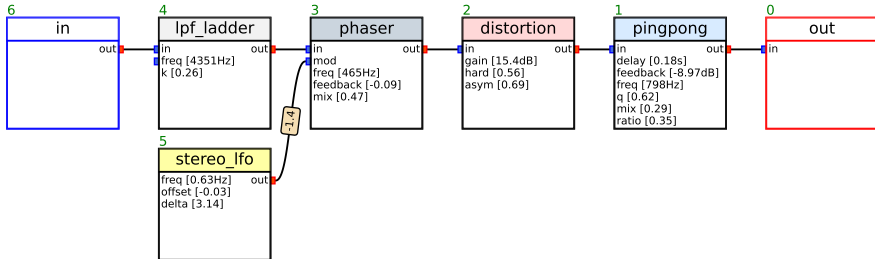 6
in
out
4
lpf_ladder
in
out
freq [4351Hz]
k [0.26]
3
phaser
in
out
mod
freq [465Hz]
feedback [-0.09]
mix [0.47]
2
distortion
in
out
gain [15.4dB]
hard [0.56]
asym [0.69]
1
pingpong
in
out
delay [0.18s]
feedback [-8.97dB]
freq [798Hz]
q [0.62]
mix [0.29]
ratio [0.35]
0
out
in
-1.4
5
stereo_lfo
freq [0.63Hz]
out
offset [-0.03]
delta [3.14]